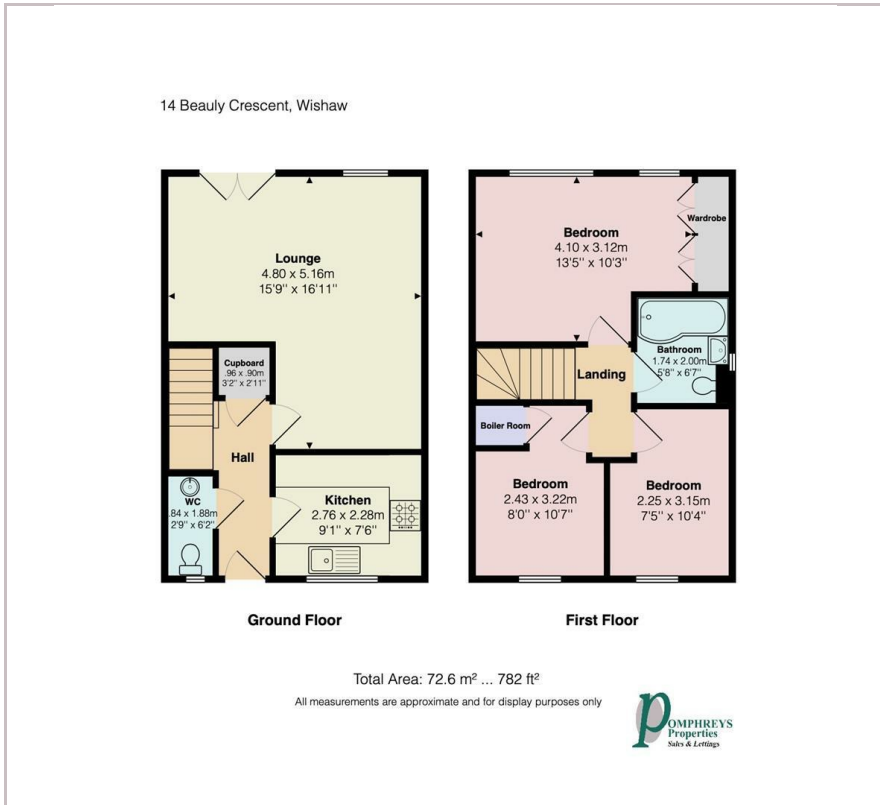 14 Beauly Crescent, Wishaw
Lounge
4.80 x 5.16m
15'9" x 16'11"
Cupboard
.96 x .90m
3'2" x 2'11"
Hall
WC
.84 x 1.88m
2'9" x 6'2"
Kitchen
2.76 x 2.28m
9'1" x 7'6"
Ground Floor
Bedroom
4.10 x 3.12m
13'5" x 10'3"
Wardrobe
Bathroom
1.74 x 2.00m
5'8" x 6'7"
Landing
Boiler Room
Bedroom
2.43 x 3.22m
8'0" x 10'7"
Bedroom
2.25 x 3.15m
7'5" x 10'4"
First Floor
Total Area: 72.6 m² ... 782 ft²
All measurements are approximate and for display purposes only
POMPHREYS
Properties
Sales & Lettings